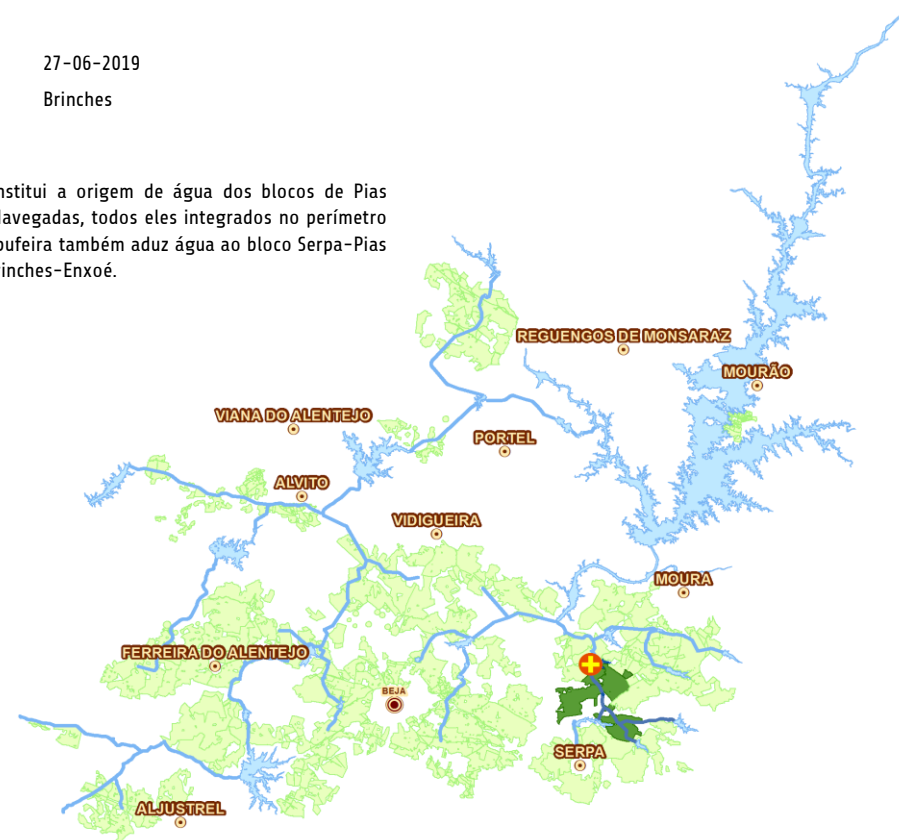 27-06-2019
Brinches
nstitui a origem de água dos blocos de Pias
lavegadas, todos eles integrados no perímetro
bufeira também aduz água ao bloco Serpa-Pias
rinches-Enxoé.
REGUENGOS DE MONSARAZ
MOURÃO
VIANA DO ALENTEJO
PORTEL
ALVITO
VIDIGUEIRA
MOURA
FERREIRA DO ALENTEJO
BEJA
SERPA
ALJUSTREL